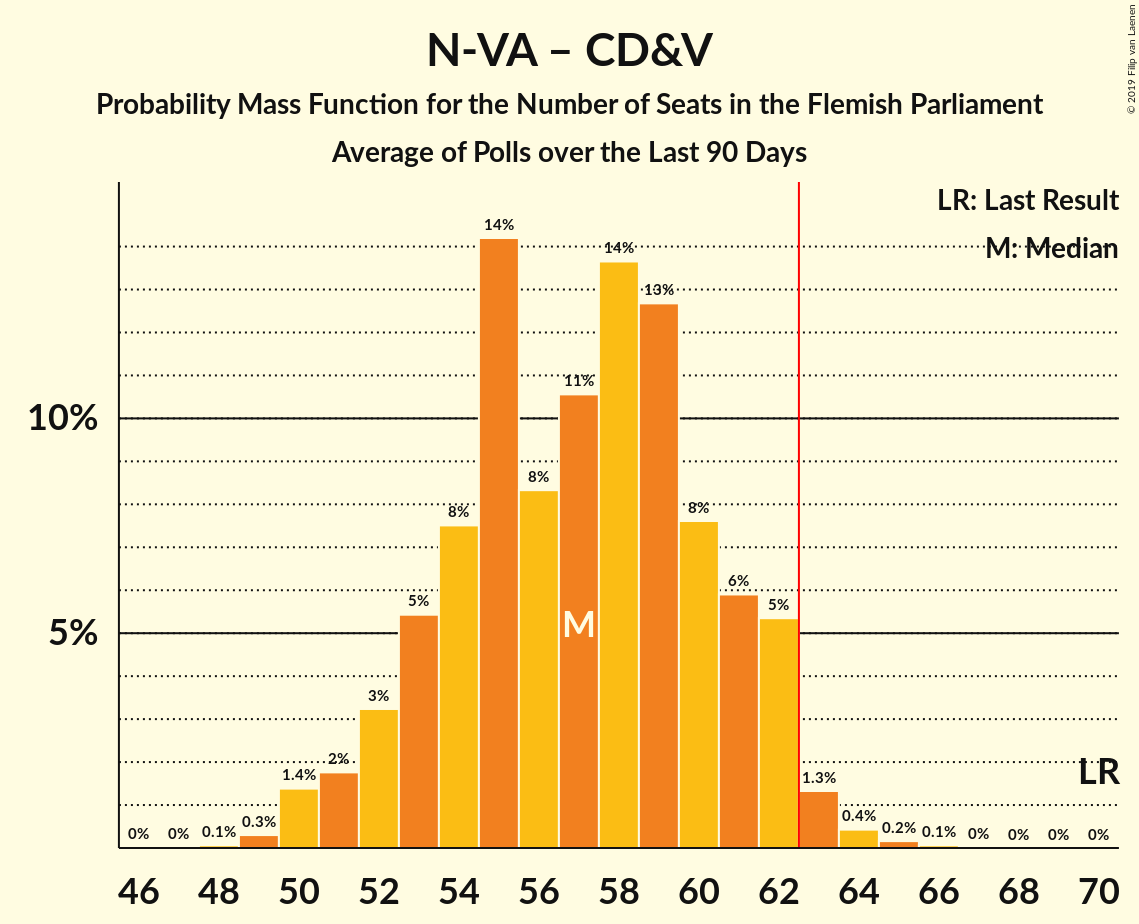 N-VA – CD&V
Probability Mass Function for the Number of Seats in the Flemish Parliament
Average of Polls over the Last 90 Days
© 2019 Filip van Laenen
LR: Last Result
M: Median
10%
5%
0% 0% 0.1% 0.3% 1.4% 2% 3% 5% 8% 14% 8% 11% 14% 13% 8% 6% 5% 1.3% 0.4% 0.2% 0.1% 0% 0% 0% 0%
M
LR
46 48 50 52 54 56 58 60 62 64 66 68 70